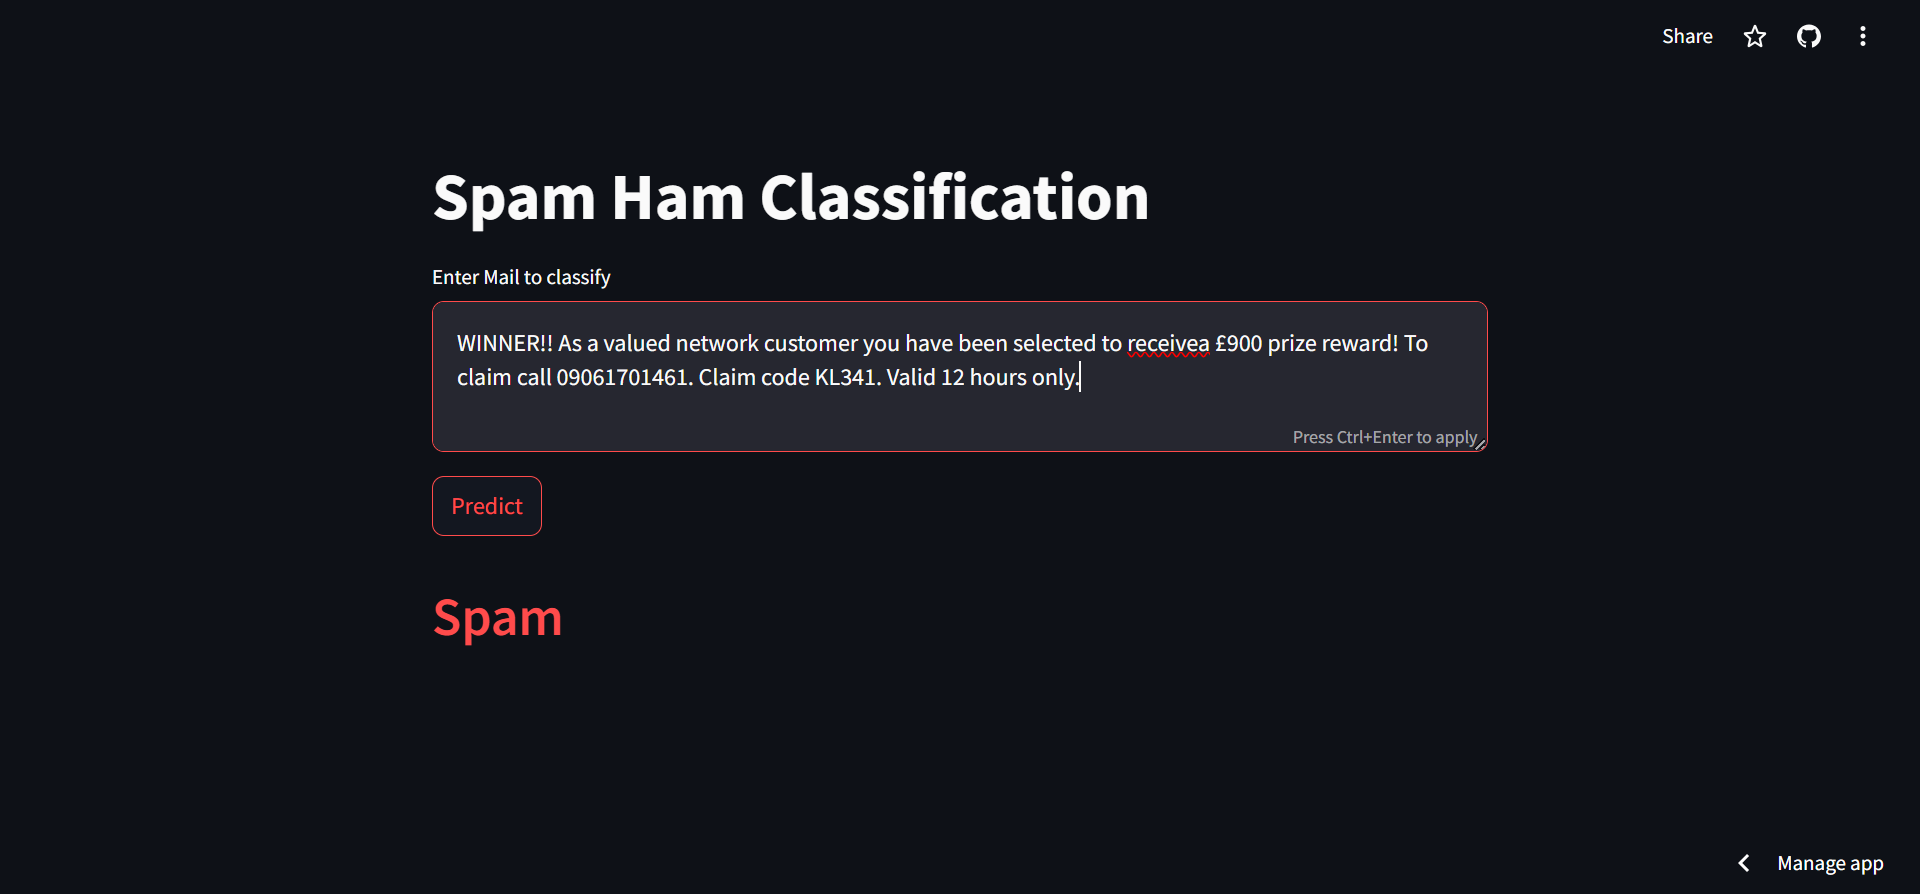 Share
Spam Ham Classification
Enter Mail to classify
WINNER!! As a valued network customer you have been selected to receivea £900 prize reward! To
claim call 09061701461. Claim code KL341. Valid 12 hours only.
Press Ctrl+Enter to apply
Predict
Spam
Manage app